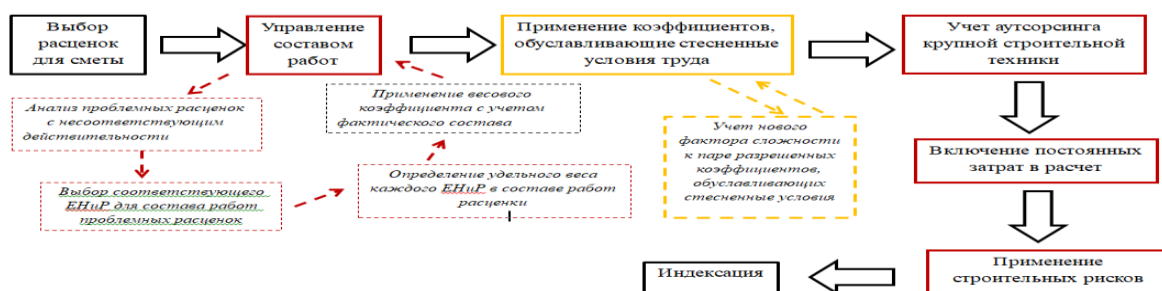 Выбор
расценок
для сметы
Управление
составом
работ
Применение коэффициентов,
обуславливающие стесненные
условия труда
Учет аутсорсинга
крупной строительной
техники
Анализ проблемных расценок
с несоответствующим
действительности
Применение весового
коэффициента с учетом
фактического состава
Учет нового
фактора сложности
к паре разрешенных
коэффициентов,
обуславливающих
стесненные условия
Выбор соответствующего
ЕНиР для состава работ
проблемных расценок
Определение удельного веса
каждого ЕНиР в составе работ
расценки
Включение постоянных
затрат в расчет
Применение
строительных рисков
Индексация